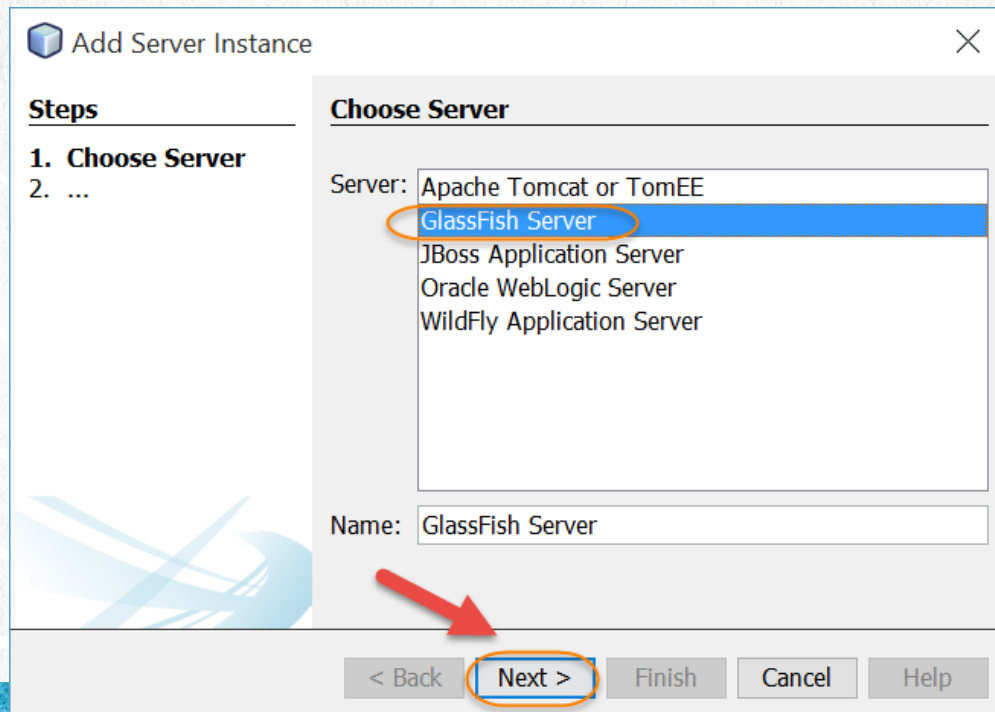 Add Server Instance
Steps
1. Choose Server
2. ...
Choose Server
Server:
Apache Tomcat or TomEE
GlassFish Server
JBoss Application Server
Oracle WebLogic Server
WildFly Application Server
Name: GlassFish Server
< Back Next > Finish Cancel Help